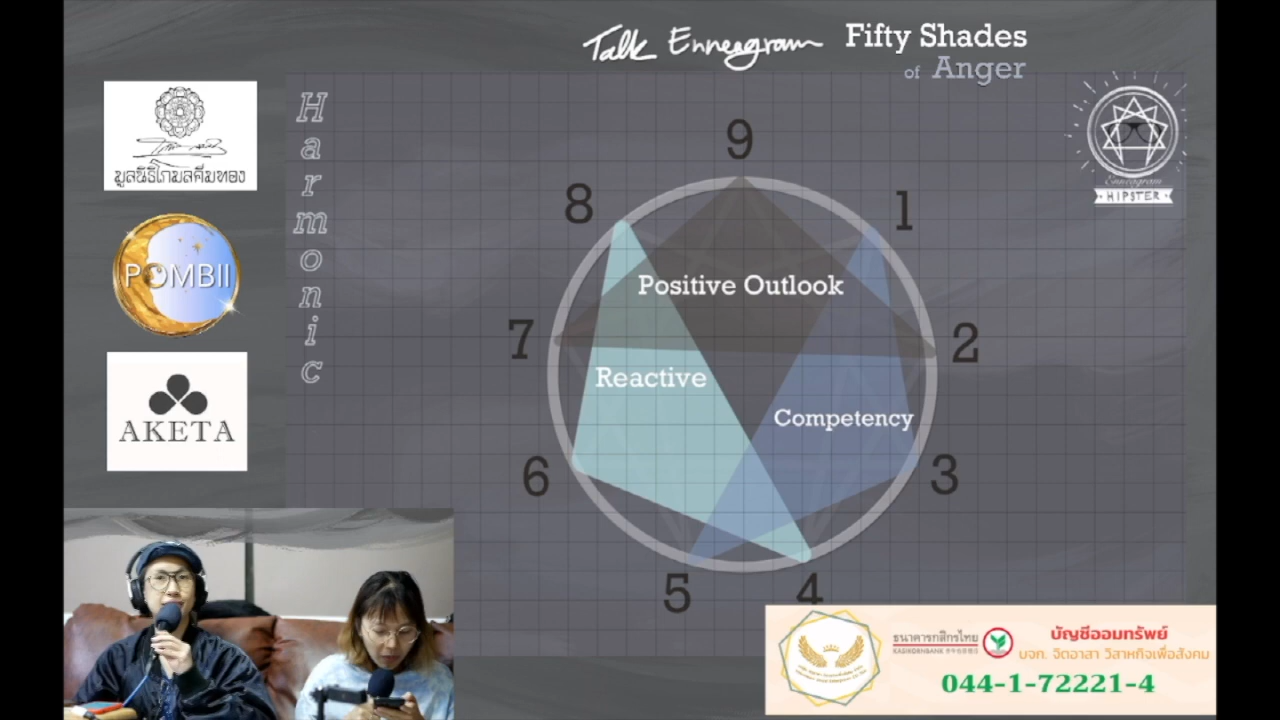 Talk Enneagram
Fifty Shades
of Anger
Harmonic
มูลนิธิโกมลคีมทอง
POMBII
AKETA
Enneagram
HIPSTER
9
8
1
Positive Outlook
7
2
Reactive
Competency
6
3
5
4
ธนาคารกสิกรไทย
KASIKORNBANK
บัญชีออมทรัพย์
บจก. จิตอาสา วิสาหกิจเพื่อสังคม
044-1-72221-4